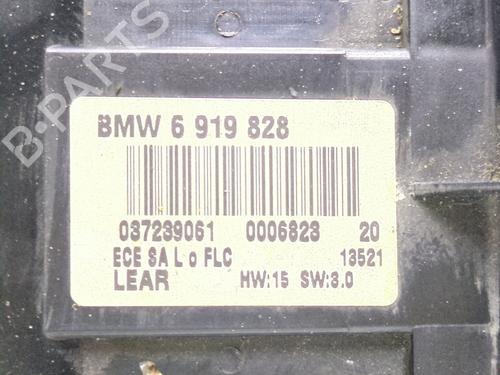 B-PARTS
BMW 6 919 828
037239061 0006823 20
ECE SA L o FLC 13521
LEAR HW:15 SW:3.0